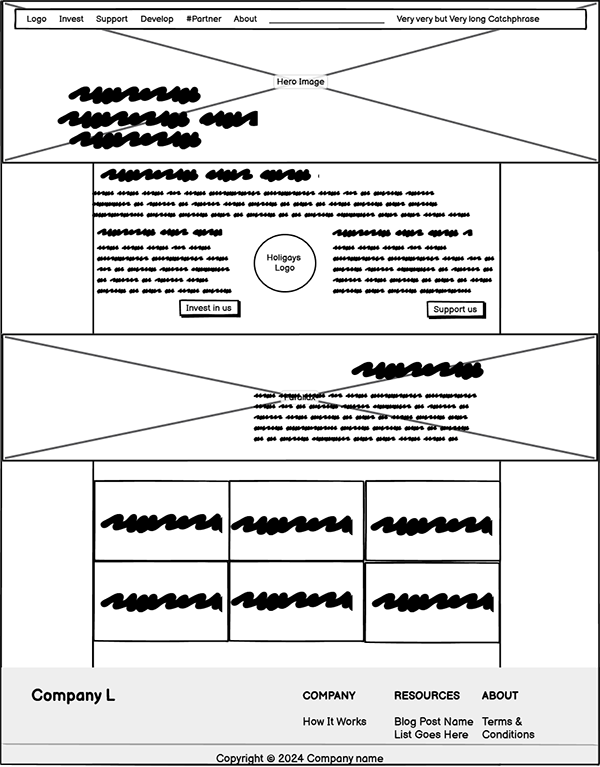 Logo Invest Support Develop #Partner About Very very but Very long Catchphrase
Hero Image
Holigays
Logo
Invest in us
Support us
Parallax
Company L
COMPANY RESOURCES ABOUT
How It Works Blog Post Name Terms &
List Goes Here Conditions
Copyright © 2024 Company name